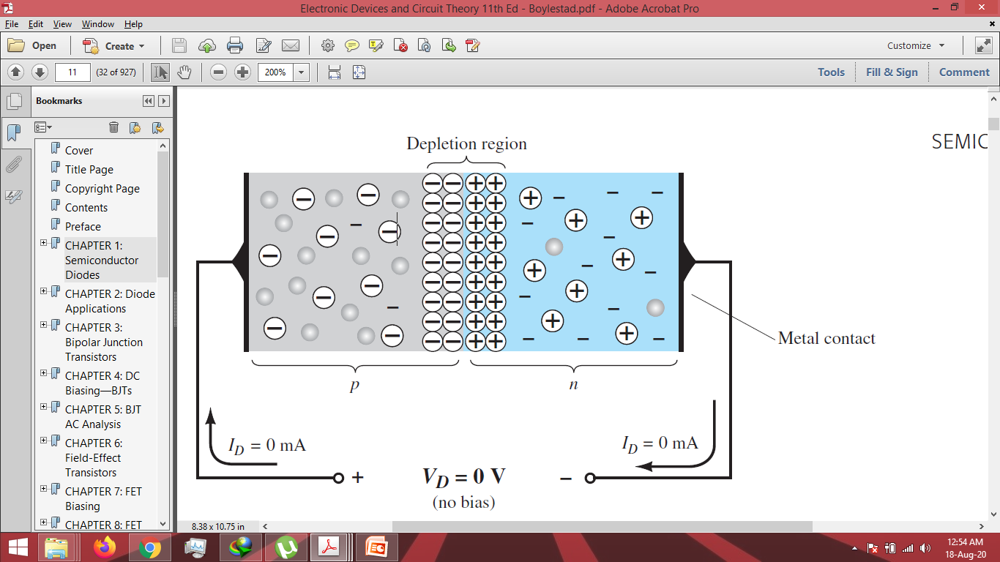 Electronic Devices and Circuit Theory 11th Ed - Boylestad.pdf - Adobe Acrobat Pro
File Edit View Window Help
Open Create Customize
11 (32 of 927) 200% Tools Fill & Sign Comment
Bookmarks
Cover
Title Page
Copyright Page
Contents
Preface
CHAPTER 1:
Semiconductor
Diodes
CHAPTER 2: Diode
Applications
CHAPTER 3:
Bipolar Junction
Transistors
CHAPTER 4: DC
Biasing—BJTs
CHAPTER 5: BJT
AC Analysis
CHAPTER 6:
Field-Effect
Transistors
CHAPTER 7: FET
Biasing
CHAPTER 8: FET
SEMIC
Depletion region
Metal contact
p n
I_D = 0 mA I_D = 0 mA
+ V_D = 0 V −
(no bias)
8.38 x 10.75 in
12:54 AM
18-Aug-20